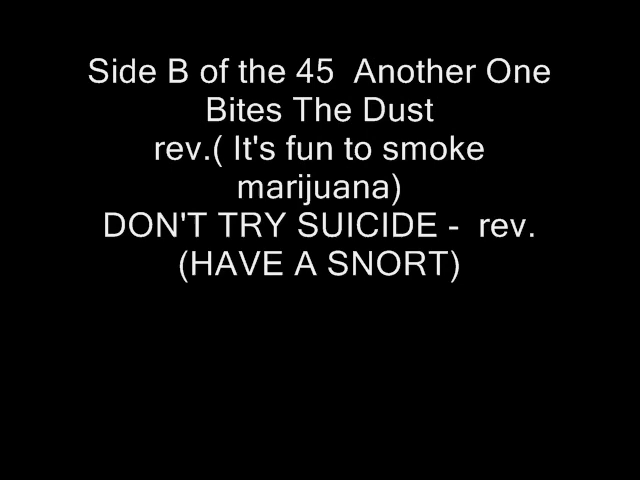 Side B of the 45  Another One
Bites The Dust
rev.( It's fun to smoke
marijuana)
DON'T TRY SUICIDE -  rev.
(HAVE A SNORT)